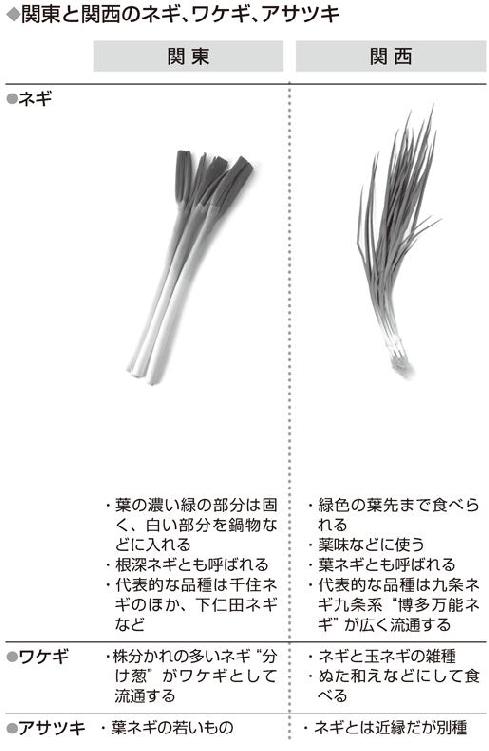 ◆関東と関西のネギ、ワケギ、アサツキ
関東
関西
●ネギ
・葉の濃い緑の部分は固
く、白い部分を鍋物な
どに入れる
・根深ネギとも呼ばれる
・代表的な品種は千住ネ
ギのほか、下仁田ネギ
など
・緑色の葉先まで食べら
れる
・薬味などに使う
・葉ネギとも呼ばれる
・代表的な品種は九条ネ
ギ九条系“博多万能ネ
ギ”が広く流通する
●ワケギ
・株分かれの多いネギ“分
け葱”がワケギとして
流通する
・ネギと玉ネギの雑種
・ぬた和えなどにして食
べる
●アサツキ
・葉ネギの若いもの
・ネギとは近縁だが別種